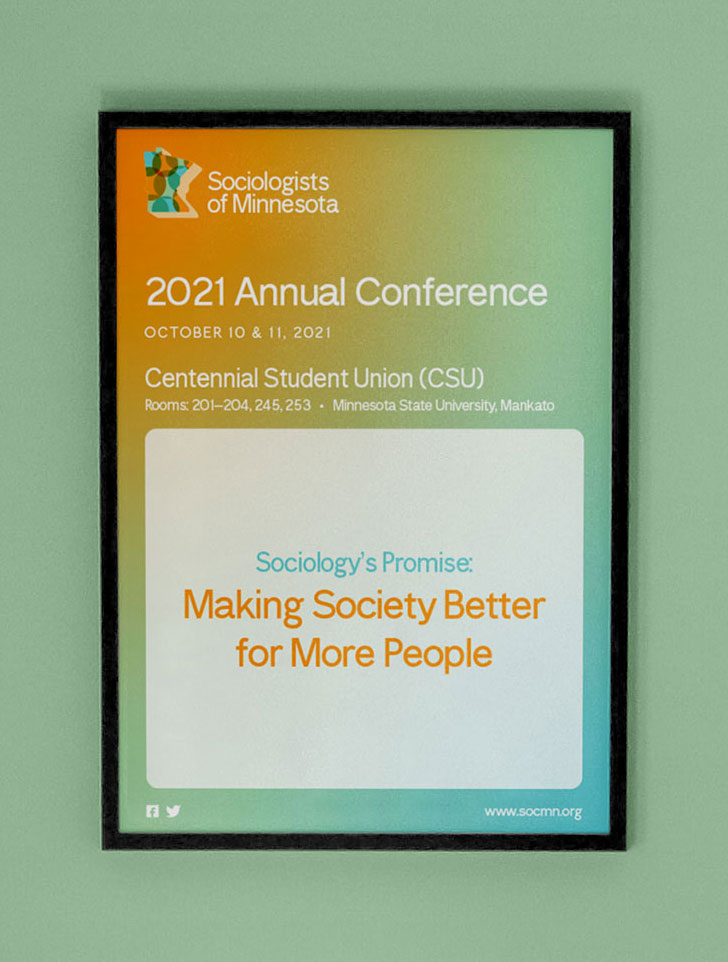 Sociologists
of Minnesota
2021 Annual Conference
OCTOBER 10 & 11, 2021
Centennial Student Union (CSU)
Rooms: 201–204, 245, 253 • Minnesota State University, Mankato
Sociology's Promise:
Making Society Better
for More People
www.socmn.org